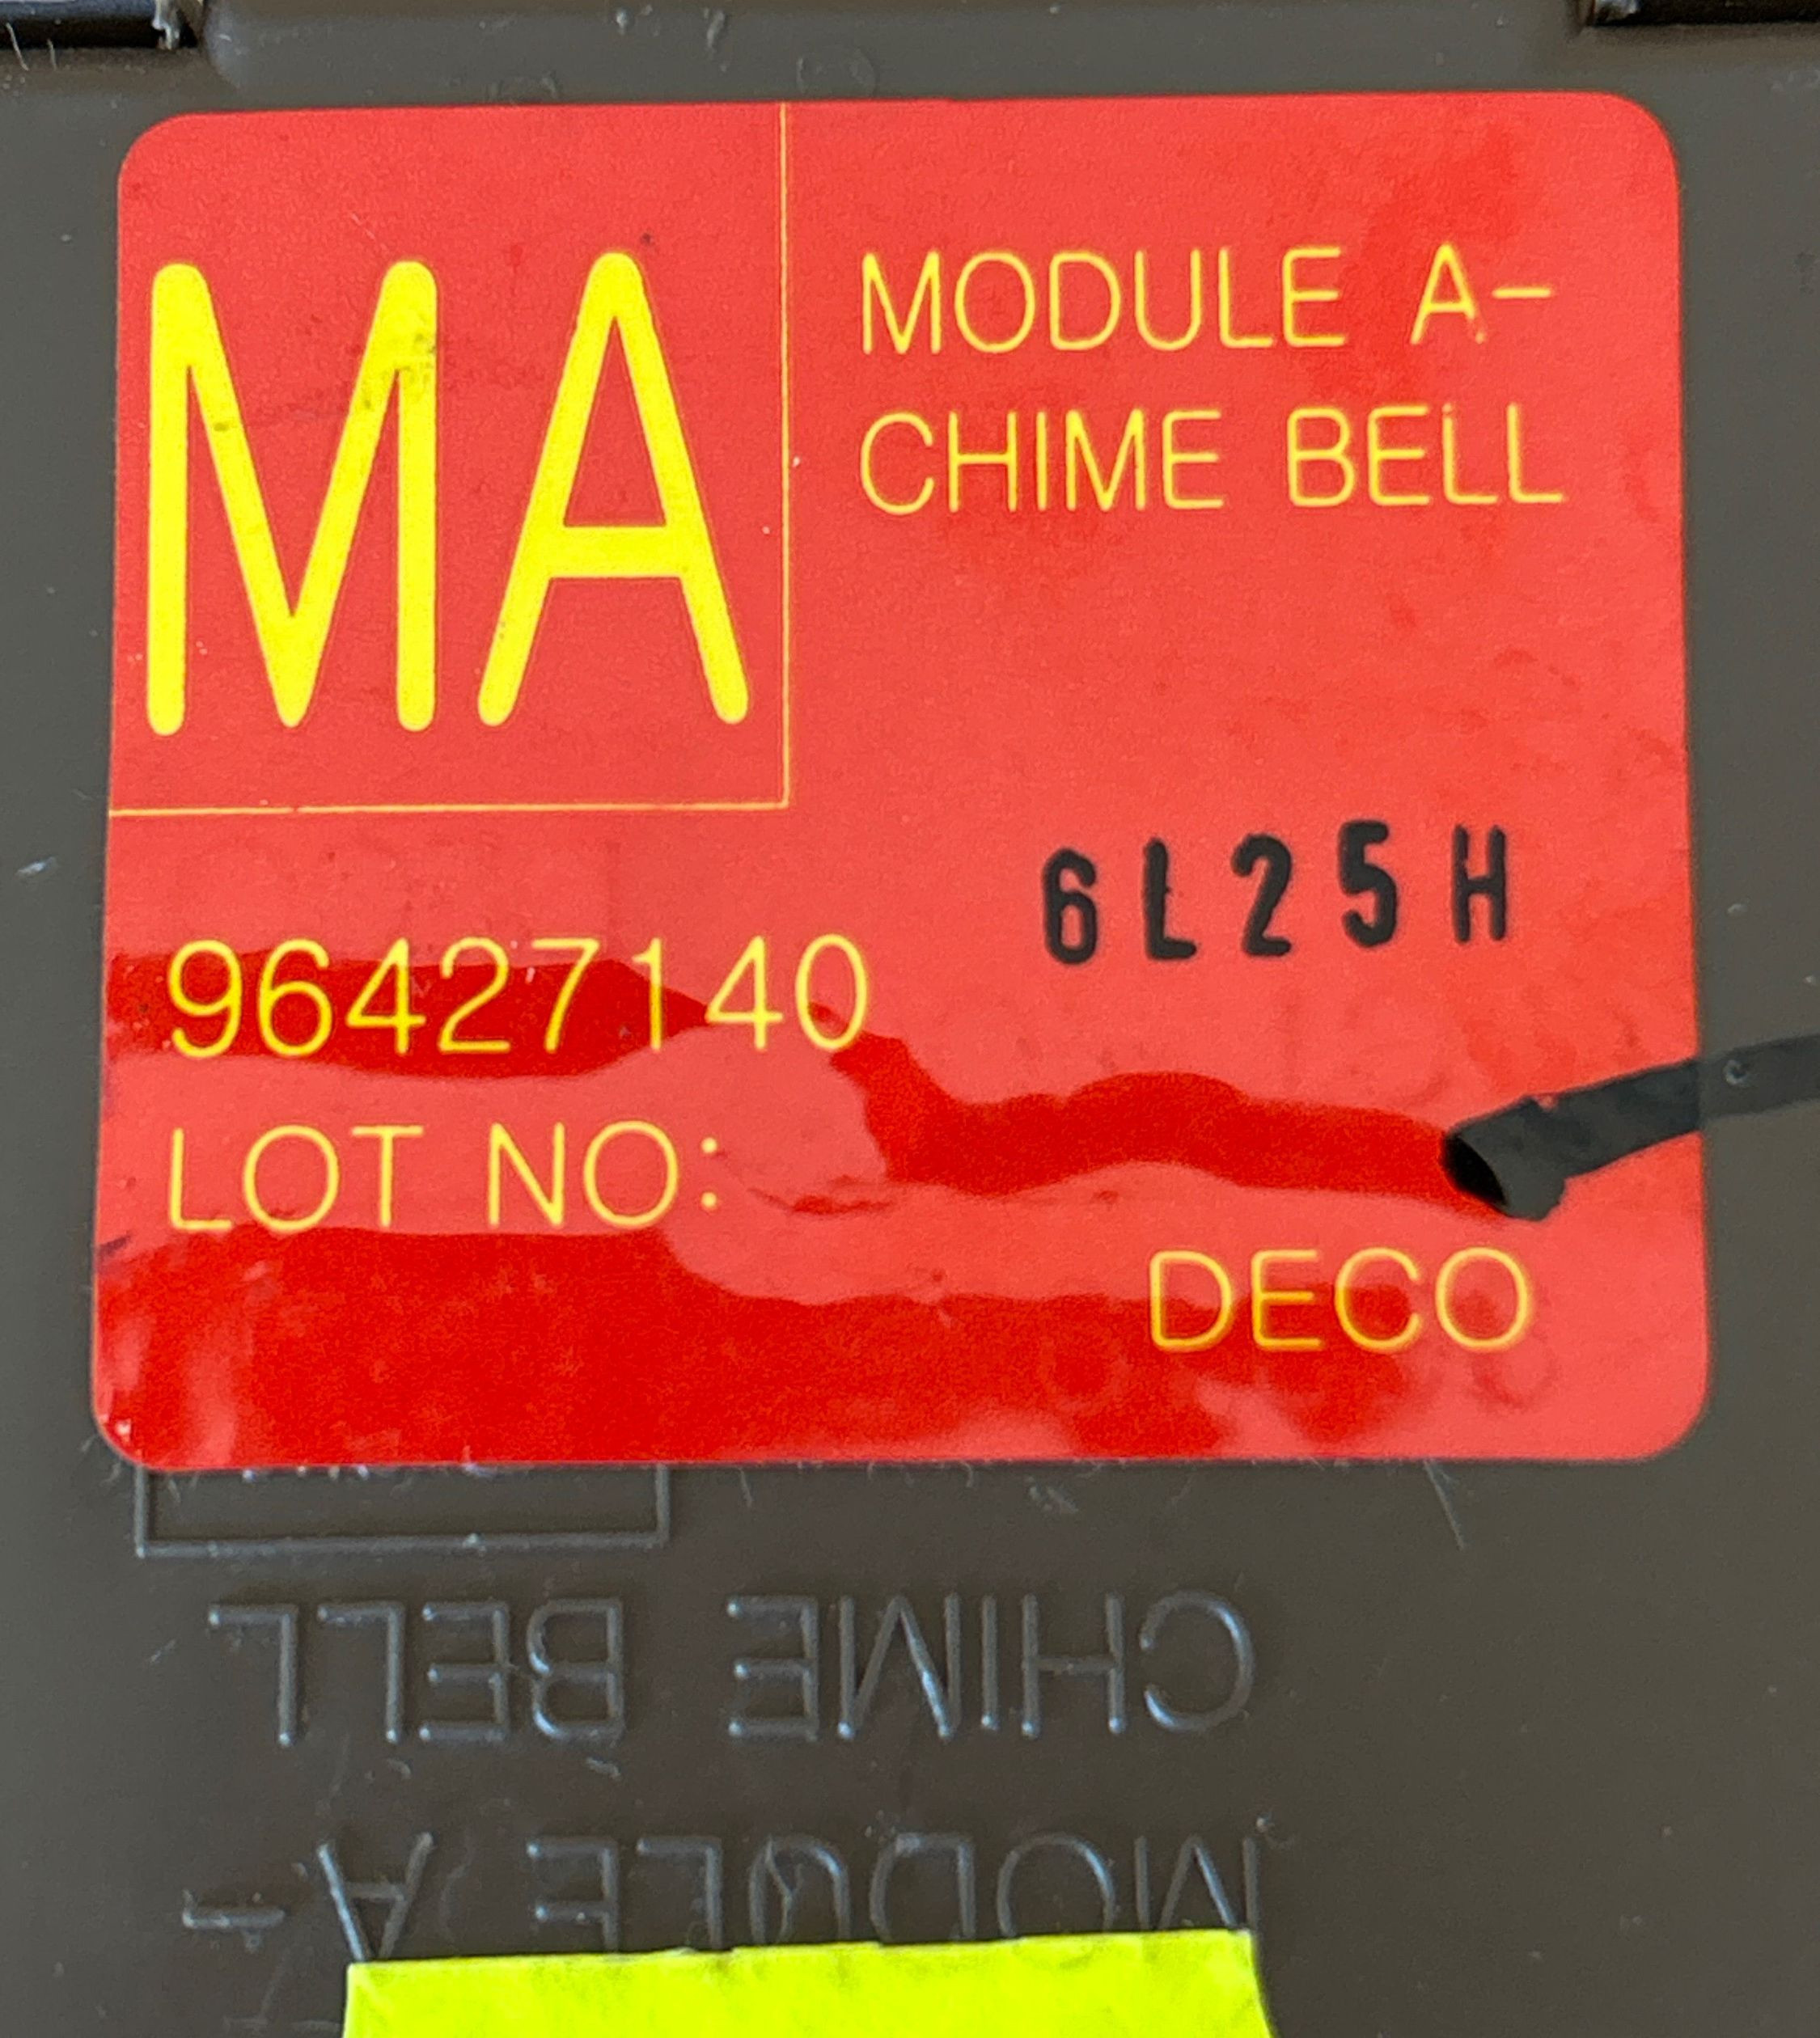 MA
MODULE A-
CHIME BELL
6L25H
96427140
LOT NO:
DECO
CHIME BELL
MODULE A-